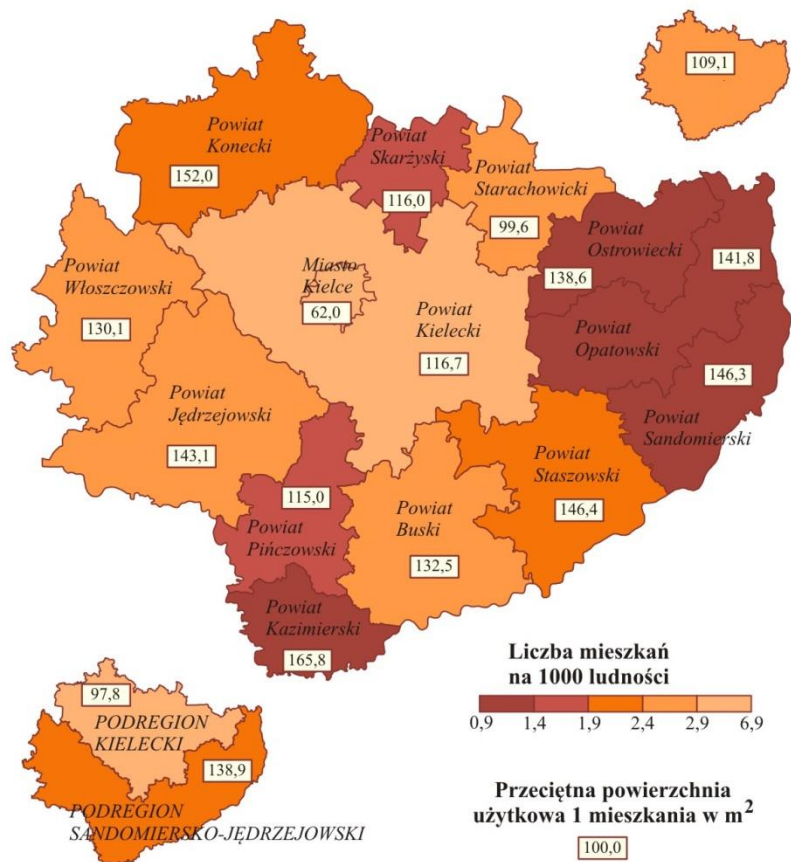 109,1
Powiat
Konecki
152,0
Powiat
Skarżyski
116,0
Powiat
Starachowicki
99,6
Powiat
Ostrowiecki
138,6
141,8
Powiat
Włoszczowski
130,1
Miasto
Kielce
62,0
Powiat
Kielecki
116,7
Powiat
Opatowski
146,3
Powiat
Sandomierski
Powiat
Jędrzejowski
143,1
Powiat
Staszowski
146,4
115,0
Powiat
Pińczowski
Powiat
Buski
132,5
Powiat
Kazimierski
165,8
97,8
PODREGION
KIELECKI
138,9
PODREGION
SANDOMIERSKO-JĘDRZEJOWSKI
Liczba mieszkań
na 1000 ludności
0,9 1,4 1,9 2,4 2,9 6,9
Przeciętna powierzchnia
użytkowa 1 mieszkania w m²
100,0